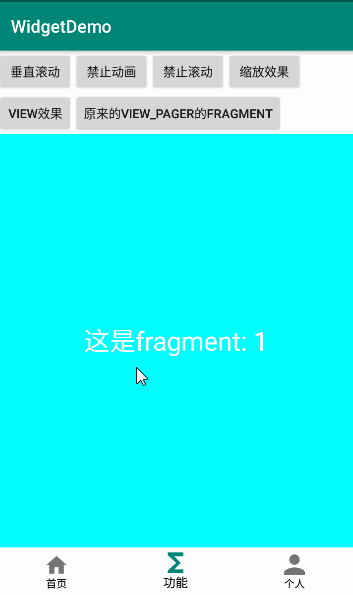 WidgetDemo
垂直滚动 禁止动画 禁止滚动 缩放效果
VIEW效果 原来的VIEW_PAGER的FRAGMENT
这是fragment: 1
首页 功能 个人